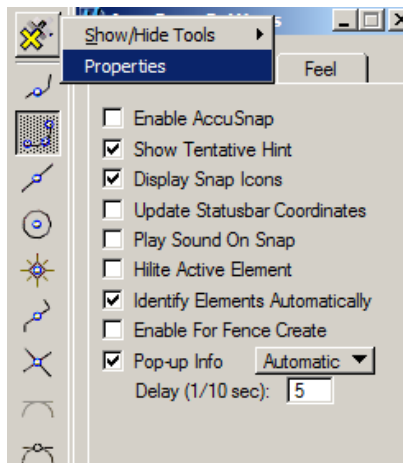 Show/Hide Tools
Properties
Feel
Enable AccuSnap
Show Tentative Hint
Display Snap Icons
Update Statusbar Coordinates
Play Sound On Snap
Hilite Active Element
Identify Elements Automatically
Enable For Fence Create
Pop-up Info Automatic
Delay (1/10 sec): 5